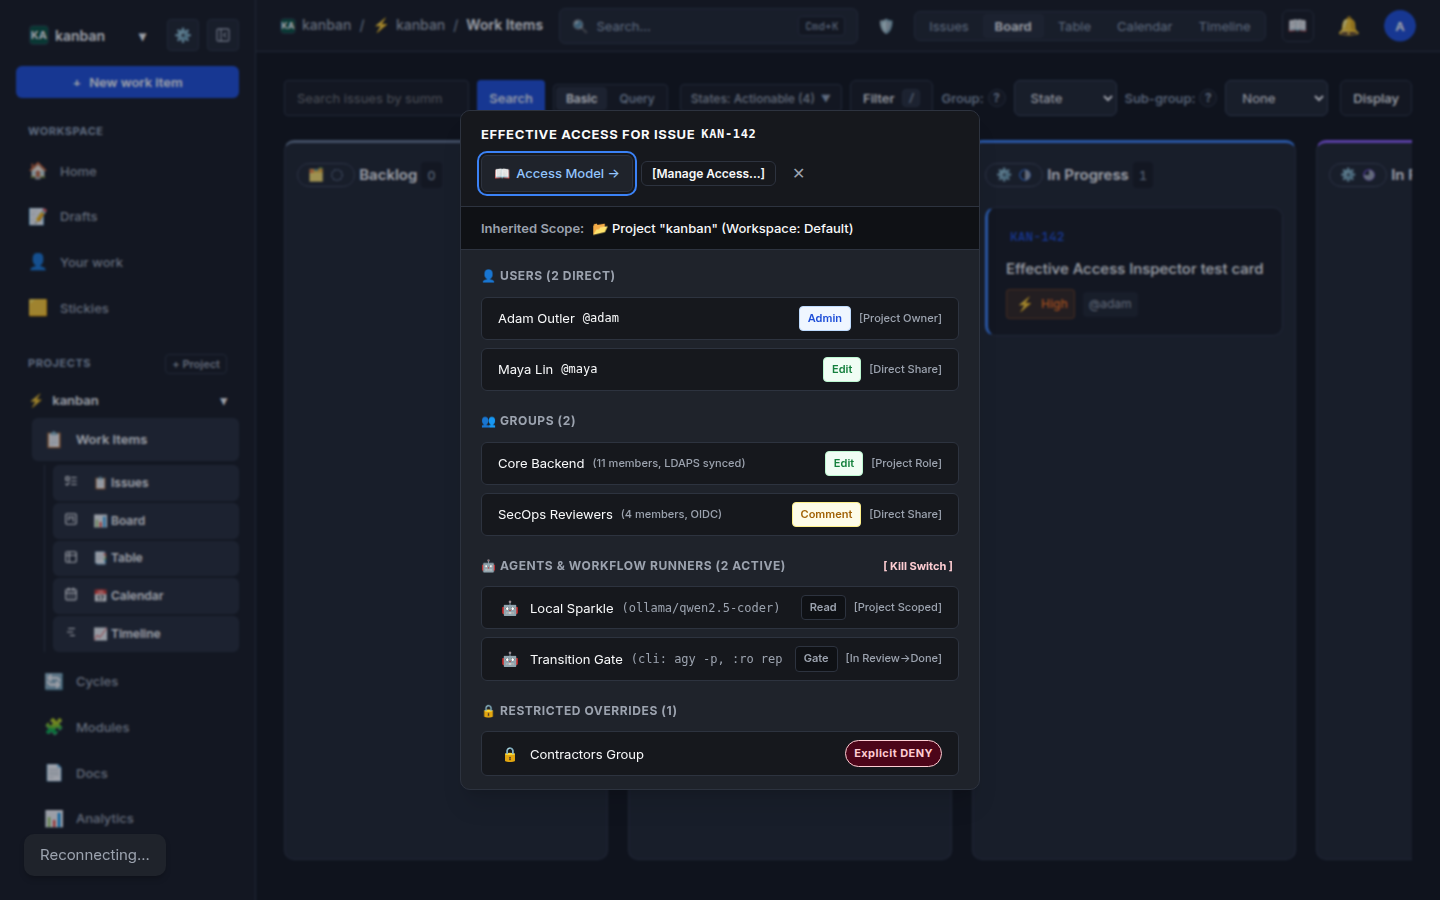 KA kanban ▼
+ New work item
WORKSPACE
Home
Drafts
Your work
Stickies
PROJECTS + Project
⚡ kanban ▼
Work Items
Issues
Board
Table
Calendar
Timeline
Cycles
Modules
Docs
Analytics
Reconnecting...
KA kanban / ⚡ kanban / Work Items
Search... Cmd+K
Issues Board Table Calendar Timeline
A
Search issues by summ Search Basic Query States: Actionable (4) ▼ Filter / Group: ? State Sub-group: ? None Display
Backlog 0
In Progress 1
KAN-142
Effective Access Inspector test card
⚡ High @adam
EFFECTIVE ACCESS FOR ISSUE KAN-142
Access Model → [Manage Access...] ✕
Inherited Scope: Project "kanban" (Workspace: Default)
USERS (2 DIRECT)
Adam Outler @adam Admin [Project Owner]
Maya Lin @maya Edit [Direct Share]
GROUPS (2)
Core Backend (11 members, LDAPS synced) Edit [Project Role]
SecOps Reviewers (4 members, OIDC) Comment [Direct Share]
AGENTS & WORKFLOW RUNNERS (2 ACTIVE) [ Kill Switch ]
Local Sparkle (ollama/qwen2.5-coder) Read [Project Scoped]
Transition Gate (cli: agy -p, :ro rep Gate [In Review→Done]
RESTRICTED OVERRIDES (1)
Contractors Group Explicit DENY